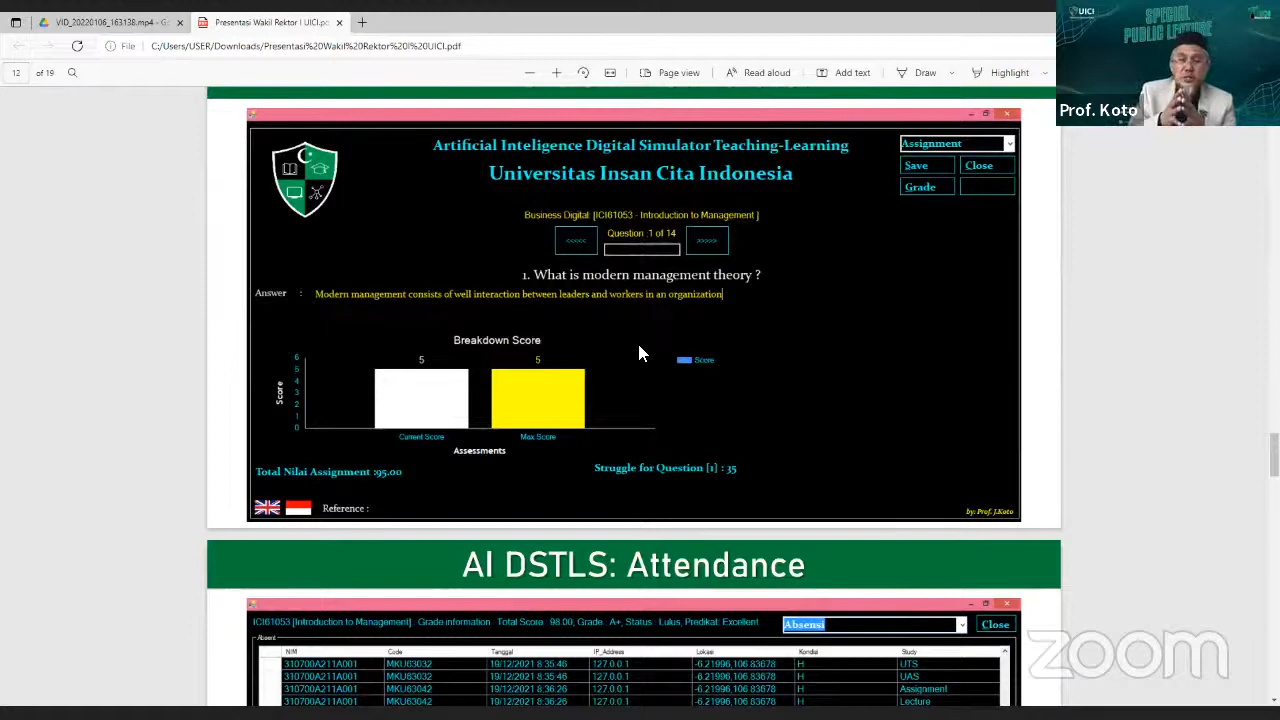 VID_20220106_163138.mp4 - Goog
Presentasi Wakil Rektor I UICI.pd
File C:/Users/USER/Downloads/Presentasi%20Wakil%20Rektor%20I%20UICI.pdf
12 of 19 Page view Read aloud Add text Draw Highlight
UICI
SPECIAL
PUBLIC LECTURE
Prof. Koto
Artificial Inteligence Digital Simulator Teaching-Learning
Universitas Insan Cita Indonesia
Assignment
Save Close
Grade
Business Digital: [ICI61053 - Introduction to Management ]
Question :1 of 14
<<<<< >>>>>
1. What is modern management theory ?
Answer : Modern management consists of well interaction between leaders and workers in an organization
Breakdown Score
5 5
Score
6
5
4
3
2
1
0
Score
Current Score Max Score
Assessments
Total Nilai Assignment :95.00
Struggle for Question [1] : 35
Reference :
by: Prof. J.Koto
AI DSTLS: Attendance
ICI61053 [Introduction to Management] Grade information Total Score 98.00, Grade A+, Status Lulus, Predikat: Excellent
Absensi
Close
Absent
NIM Code Tanggal IP_Address Lokasi Kondisi Study
310700A211A001 MKU63032 19/12/2021 8:35:46 127.0.0.1 -6.21996,106.83678 H UTS
310700A211A001 MKU63032 19/12/2021 8:35:46 127.0.0.1 -6.21996,106.83678 H UAS
310700A211A001 MKU63042 19/12/2021 8:36:26 127.0.0.1 -6.21996,106.83678 H Assignment
310700A211A001 MKU63042 19/12/2021 8:36:26 127.0.0.1 -6.21996,106.83678 H Lecture
zoom